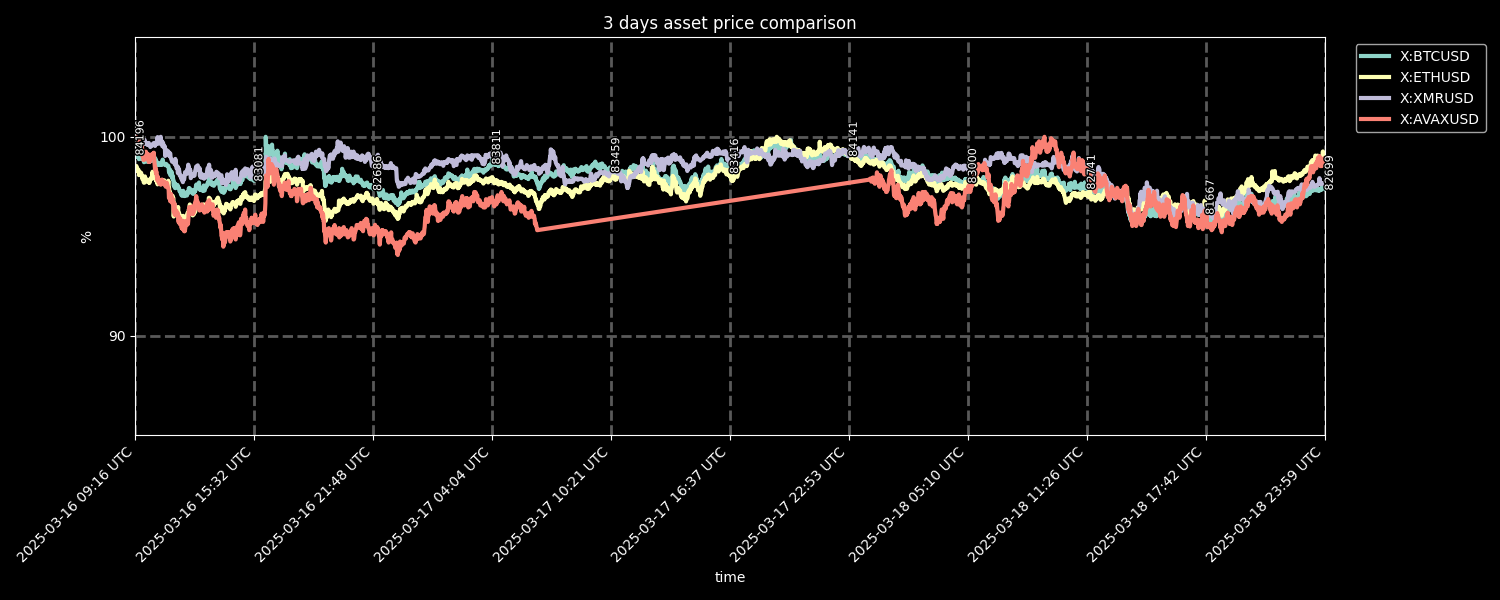 3 days asset price comparison
X:BTCUSD
X:ETHUSD
X:XMRUSD
X:AVAXUSD
100
90
%
84196
83081
82686
83811
83459
83416
84141
83000
82741
81667
82699
2025-03-16 09:16 UTC
2025-03-16 15:32 UTC
2025-03-16 21:48 UTC
2025-03-17 04:04 UTC
2025-03-17 10:21 UTC
2025-03-17 16:37 UTC
2025-03-17 22:53 UTC
2025-03-18 05:10 UTC
2025-03-18 11:26 UTC
2025-03-18 17:42 UTC
2025-03-18 23:59 UTC
time